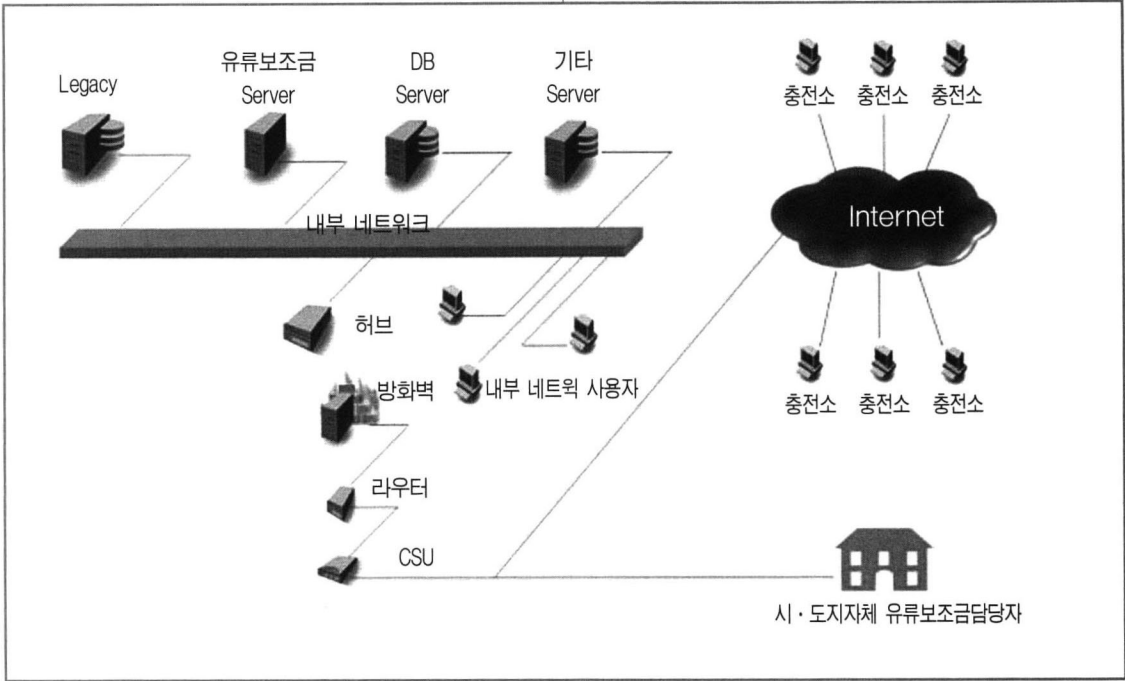 Legacy
유류보조금
Server
DB
Server
기타
Server
충전소
충전소
충전소
Internet
내부 네트워크
허브
방화벽
내부 네트웍 사용자
충전소
충전소
충전소
라우터
CSU
시·도지자체 유류보조금담당자